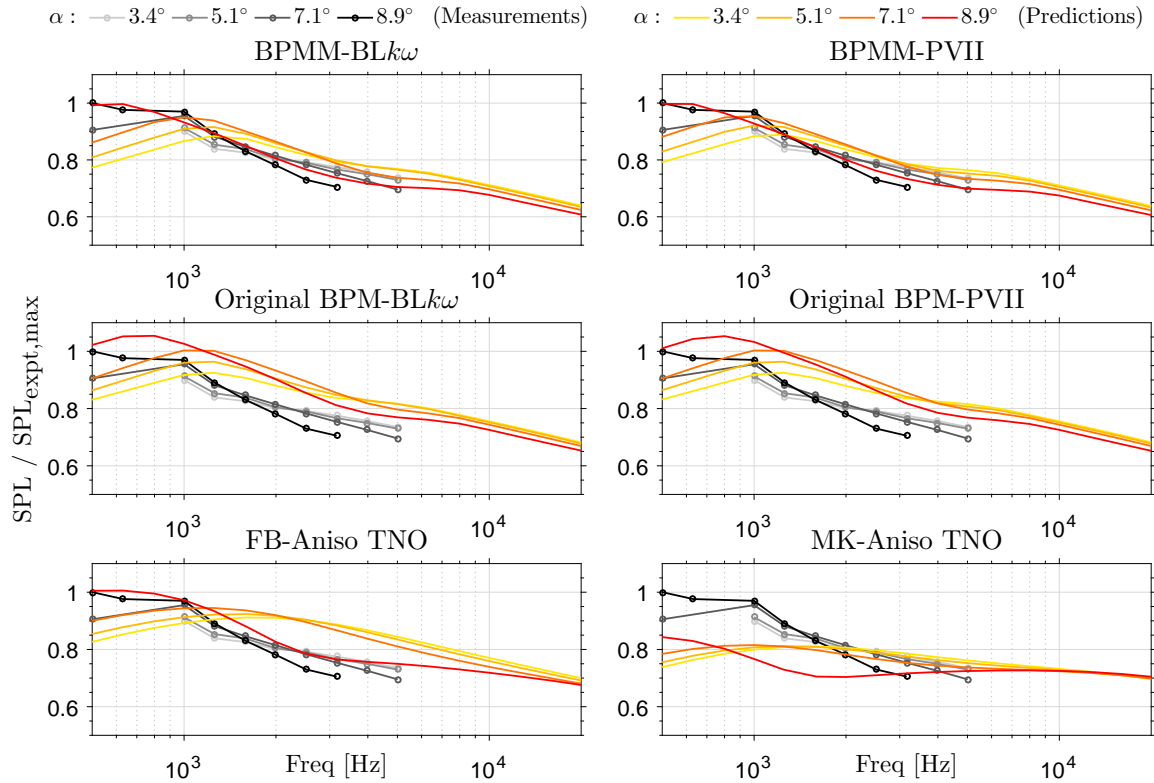 α : 3.4° 5.1° 7.1° 8.9° (Measurements)
α : 3.4° 5.1° 7.1° 8.9° (Predictions)
BPMM-BLkω
BPMM-PVII
1
0.8
0.6
10³ 10⁴
1
0.8
0.6
10³ 10⁴
Original BPM-BLkω
Original BPM-PVII
SPL / SPLexpt,max
1
0.8
0.6
10³ 10⁴
1
0.8
0.6
10³ 10⁴
FB-Aniso TNO
MK-Aniso TNO
1
0.8
0.6
10³ 10⁴
Freq [Hz]
1
0.8
0.6
10³ 10⁴
Freq [Hz]